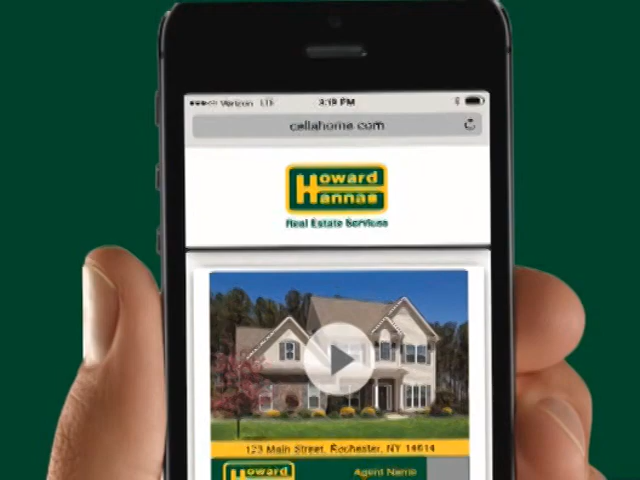 Verizon LTE 3:19 PM
cellahome.com
Howard
Hanna
Real Estate Services
123 Main Street, Rochester, NY 14614
Howard
Agent Name